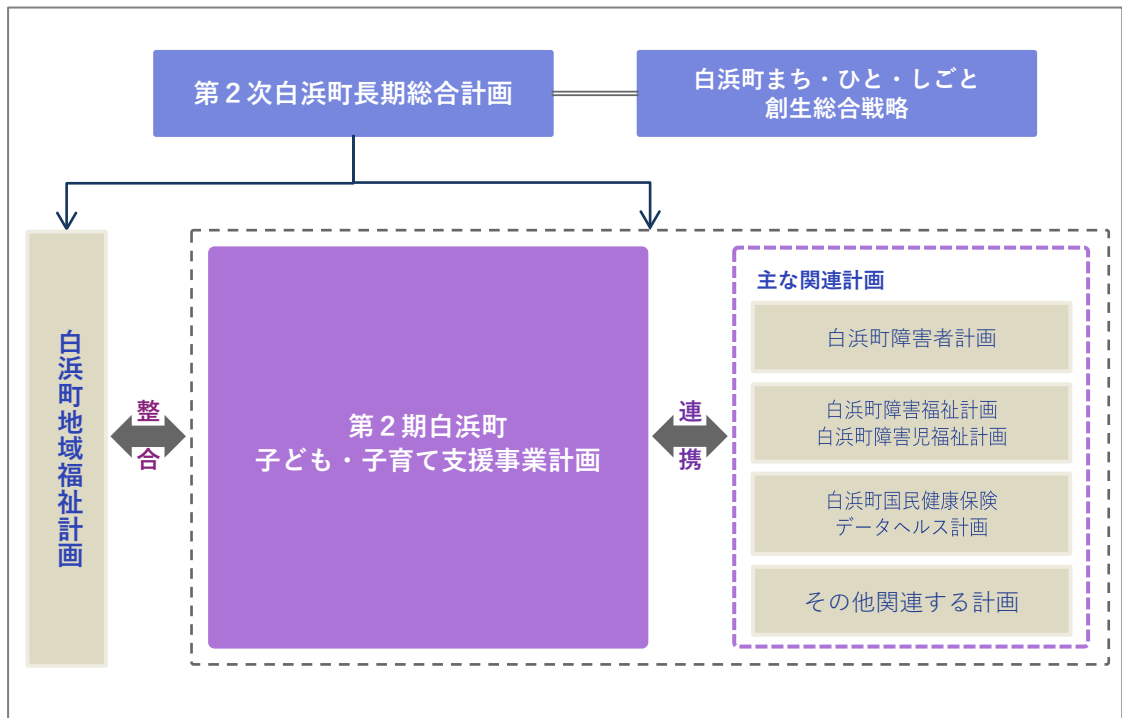 第２次白浜町長期総合計画
白浜町まち・ひと・しごと
創生総合戦略
白浜町地域福祉計画
整
合
第２期白浜町
子ども・子育て支援事業計画
連
携
主な関連計画
白浜町障害者計画
白浜町障害福祉計画
白浜町障害児福祉計画
白浜町国民健康保険
データヘルス計画
その他関連する計画